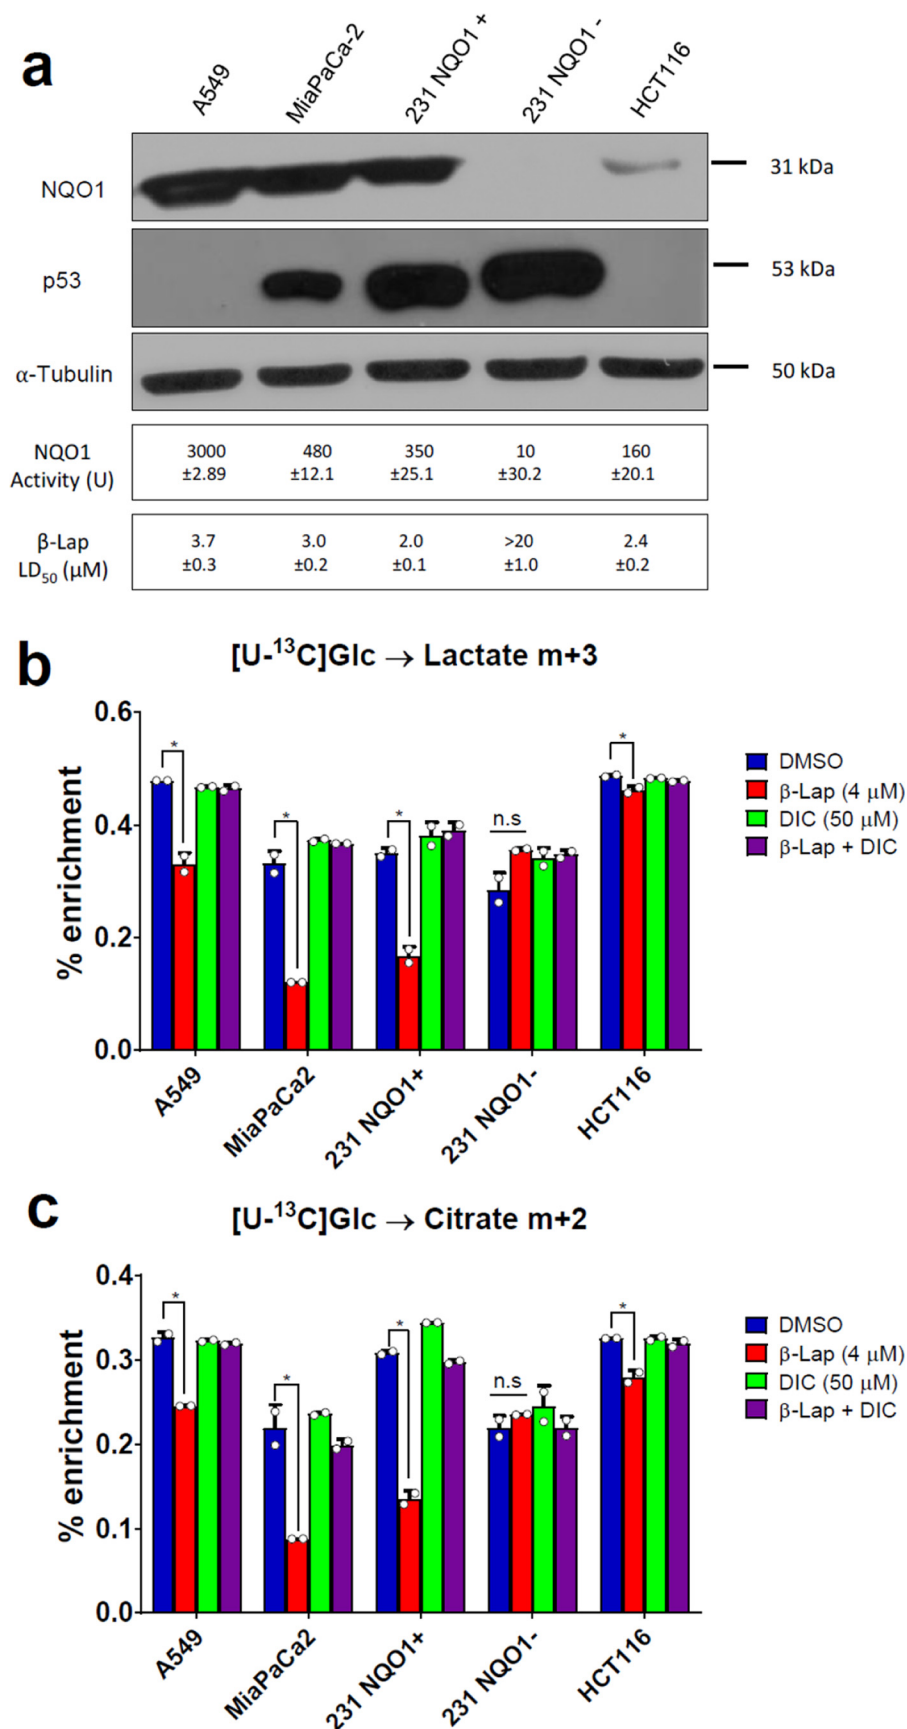 a
A549
MiaPaCa-2
231 NQO1 +
231 NQO1 -
HCT116
NQO1
31 kDa
p53
53 kDa
α-Tubulin
50 kDa
NQO1
Activity (U)
3000 480 350 10 160
±2.89 ±12.1 ±25.1 ±30.2 ±20.1
β-Lap
LD50 (μM)
3.7 3.0 2.0 >20 2.4
±0.3 ±0.2 ±0.1 ±1.0 ±0.2
b
[U-¹³C]Glc → Lactate m+3
% enrichment
0.6
0.4
0.2
0.0
*
*
*
n.s
*
DMSO
β-Lap (4 μM)
DIC (50 μM)
β-Lap + DIC
A549
MiaPaCa2
231 NQO1+
231 NQO1-
HCT116
c
[U-¹³C]Glc → Citrate m+2
% enrichment
0.4
0.3
0.2
0.1
0.0
*
*
*
n.s
*
DMSO
β-Lap (4 μM)
DIC (50 μM)
β-Lap + DIC
A549
MiaPaCa2
231 NQO1+
231 NQO1-
HCT116